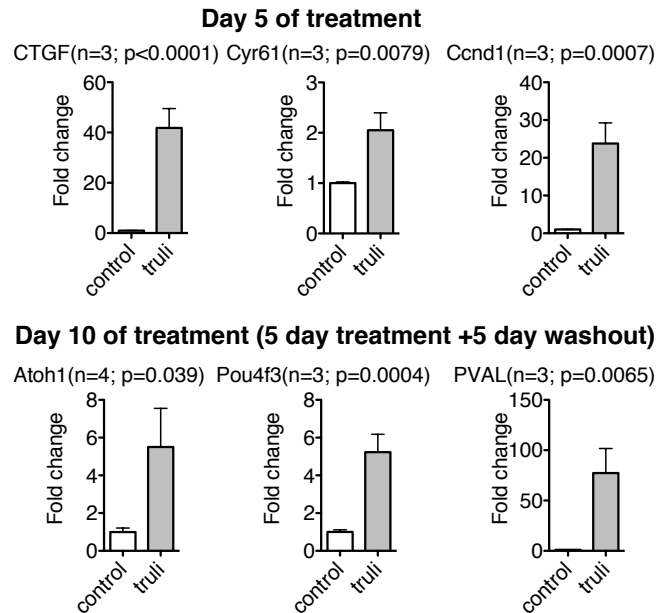 Day 5 of treatment
CTGF(n=3; p<0.0001) Cyr61(n=3; p=0.0079) Ccnd1(n=3; p=0.0007)
Fold change
60
40
20
0
control
truli
Fold change
3
2
1
0
control
truli
Fold change
40
30
20
10
0
control
truli
Day 10 of treatment (5 day treatment +5 day washout)
Atoh1(n=4; p=0.039) Pou4f3(n=3; p=0.0004) PVAL(n=3; p=0.0065)
Fold change
8
6
4
2
0
control
truli
Fold change
8
6
4
2
0
control
truli
Fold change
150
100
50
0
control
truli